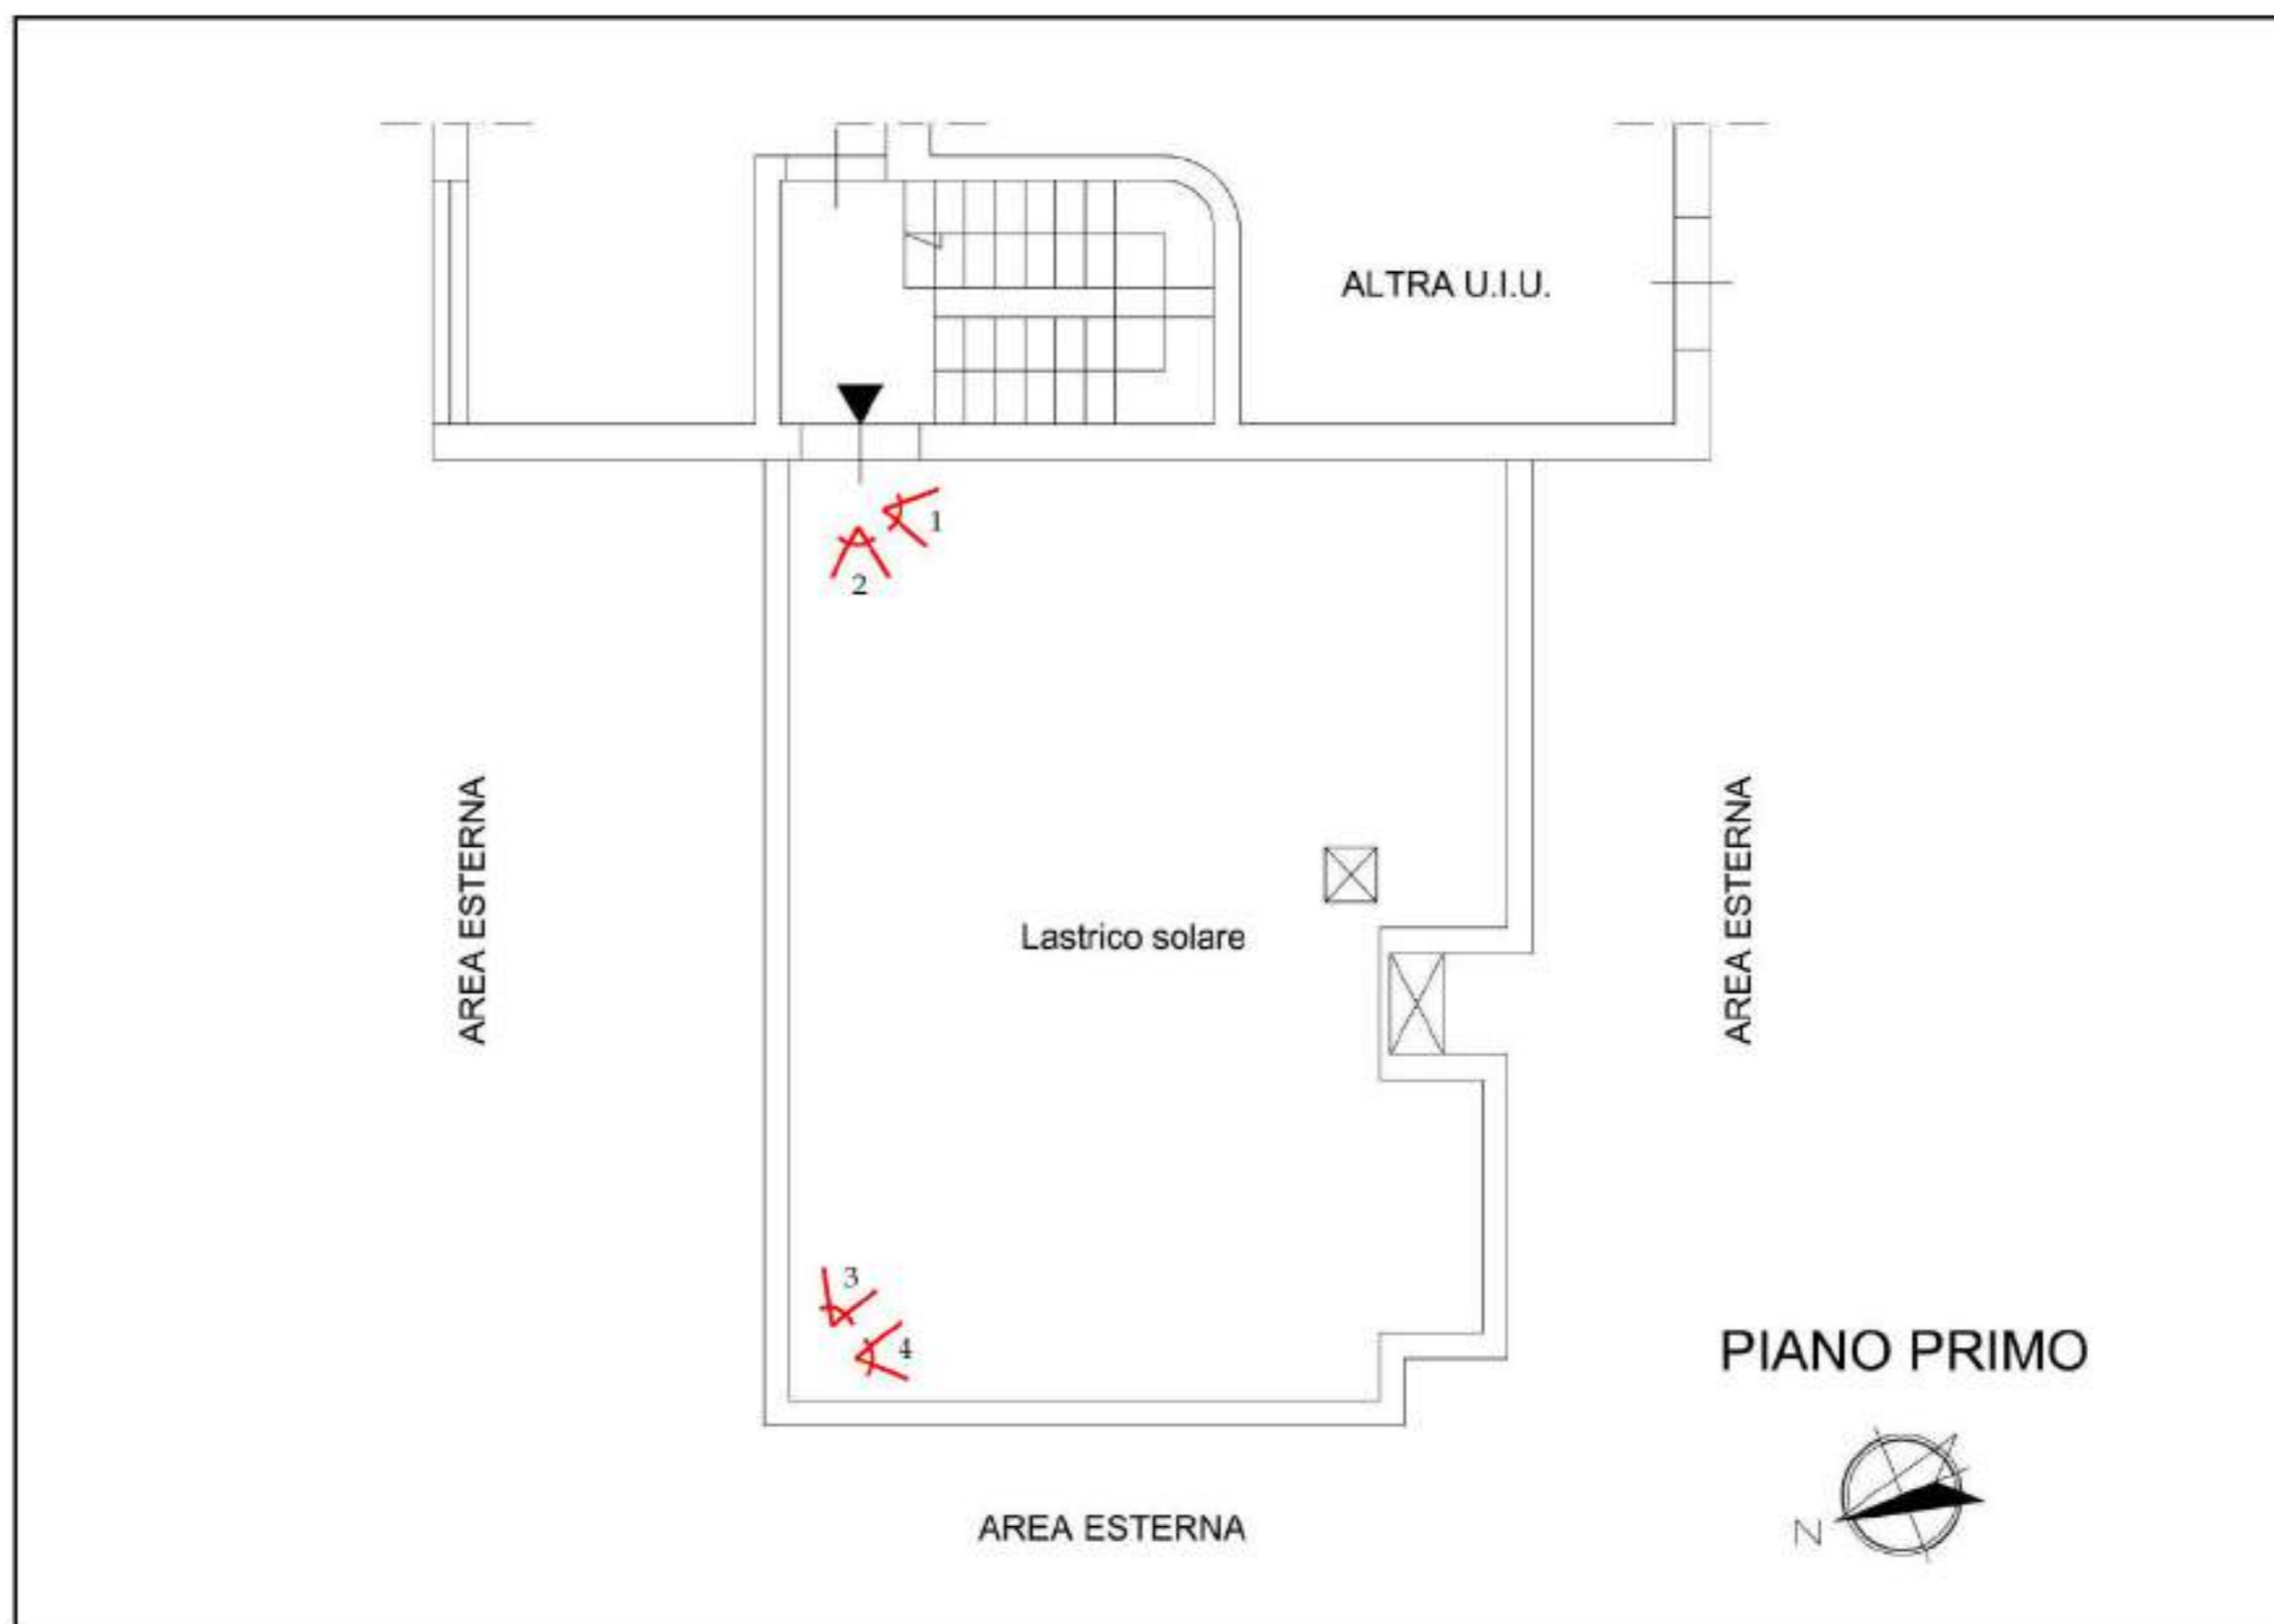 ALTRA U.I.U.
1
2
AREA ESTERNA
Lastrico solare
AREA ESTERNA
3
4
PIANO PRIMO
AREA ESTERNA
N